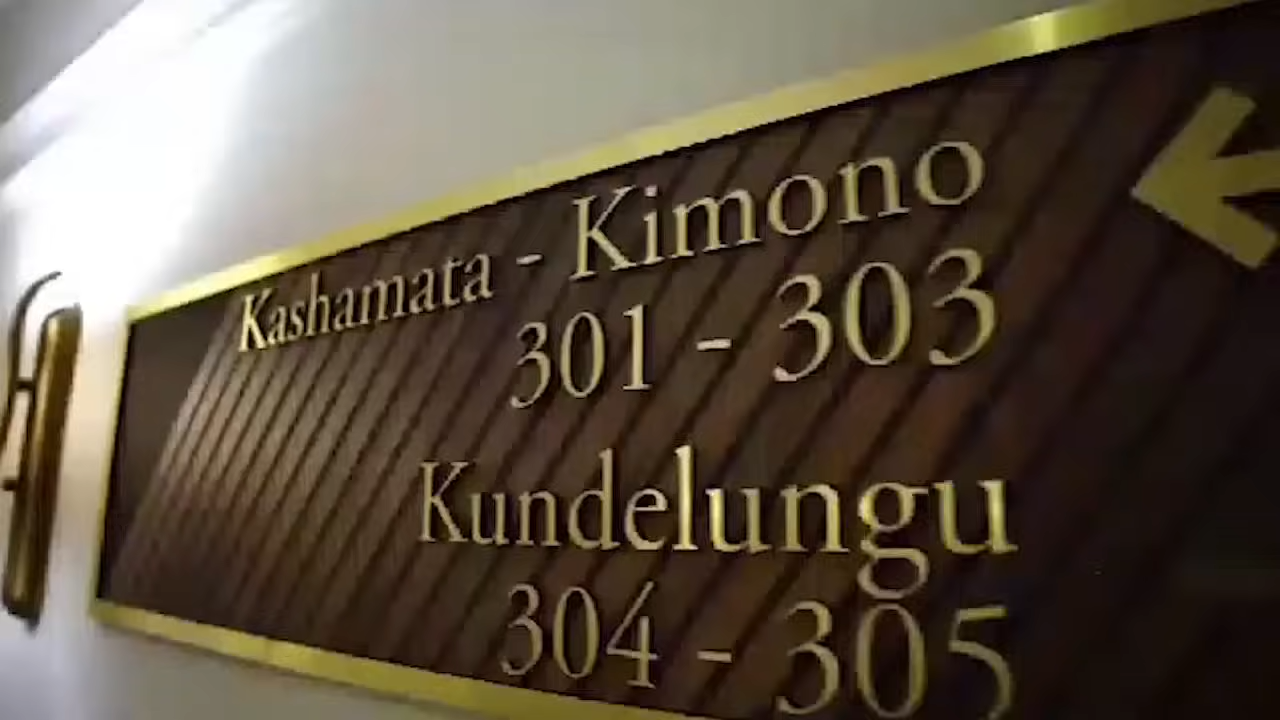 Kashamata - Kimono
301 - 303
Kundelungu
304 - 305